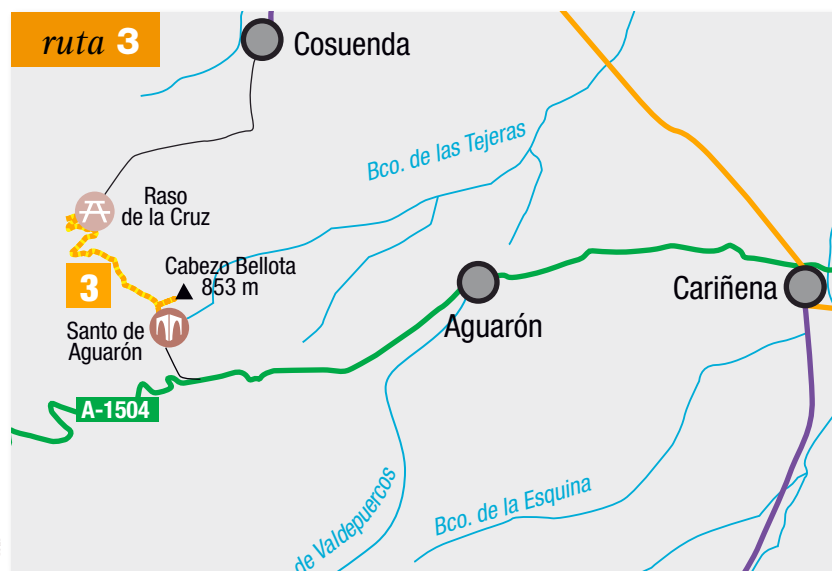 ruta 3
Cosuenda
Bco. de las Tejeras
Raso
de la Cruz
Cabezo Bellota
853 m
3
Cariñena
Santo de
Aguarón
Aguarón
A-1504
de Valdepuercos
Bco. de la Esquina